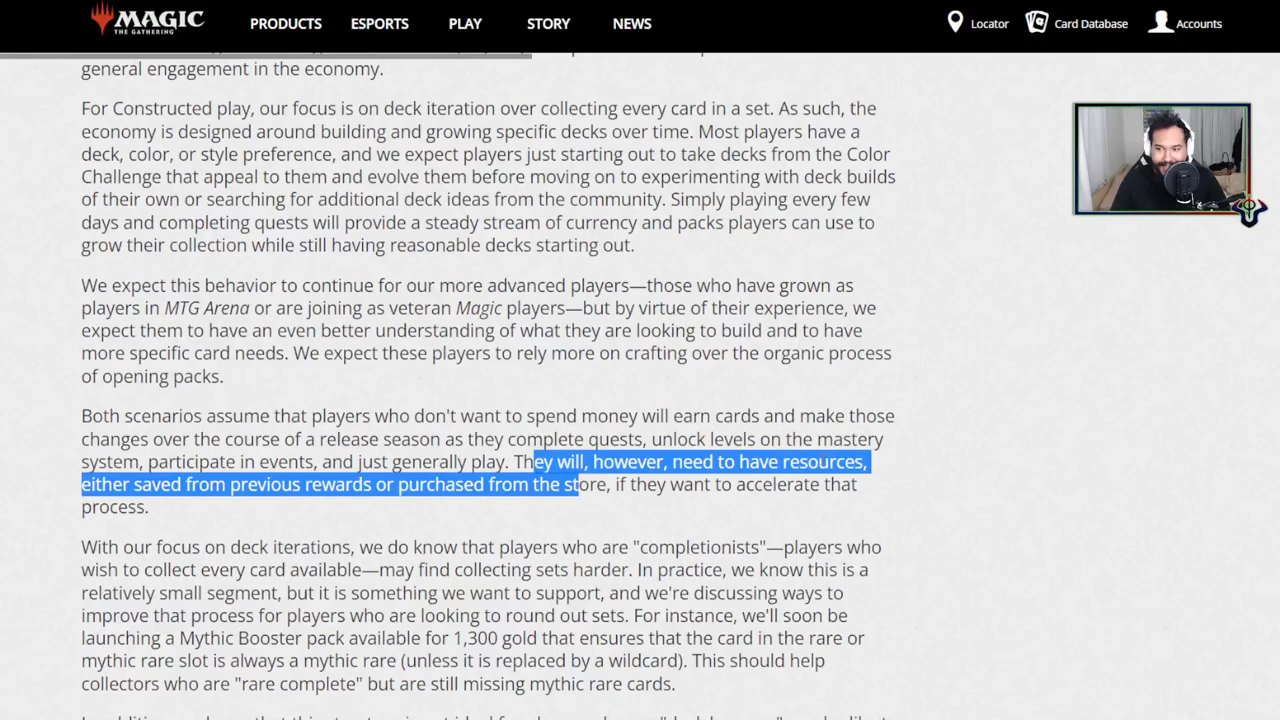 MAGIC
THE GATHERING
PRODUCTS
ESPORTS
PLAY
STORY
NEWS
Locator
Card Database
Accounts
general engagement in the economy.
For Constructed play, our focus is on deck iteration over collecting every card in a set. As such, the
economy is designed around building and growing specific decks over time. Most players have a
deck, color, or style preference, and we expect players just starting out to take decks from the Color
Challenge that appeal to them and evolve them before moving on to experimenting with deck builds
of their own or searching for additional deck ideas from the community. Simply playing every few
days and completing quests will provide a steady stream of currency and packs players can use to
grow their collection while still having reasonable decks starting out.
We expect this behavior to continue for our more advanced players—those who have grown as
players in MTG Arena or are joining as veteran Magic players—but by virtue of their experience, we
expect them to have an even better understanding of what they are looking to build and to have
more specific card needs. We expect these players to rely more on crafting over the organic process
of opening packs.
Both scenarios assume that players who don't want to spend money will earn cards and make those
changes over the course of a release season as they complete quests, unlock levels on the mastery
system, participate in events, and just generally play. They will, however, need to have resources,
either saved from previous rewards or purchased from the store, if they want to accelerate that
process.
With our focus on deck iterations, we do know that players who are "completionists"—players who
wish to collect every card available—may find collecting sets harder. In practice, we know this is a
relatively small segment, but it is something we want to support, and we're discussing ways to
improve that process for players who are looking to round out sets. For instance, we'll soon be
launching a Mythic Booster pack available for 1,300 gold that ensures that the card in the rare or
mythic rare slot is always a mythic rare (unless it is replaced by a wildcard). This should help
collectors who are "rare complete" but are still missing mythic rare cards.